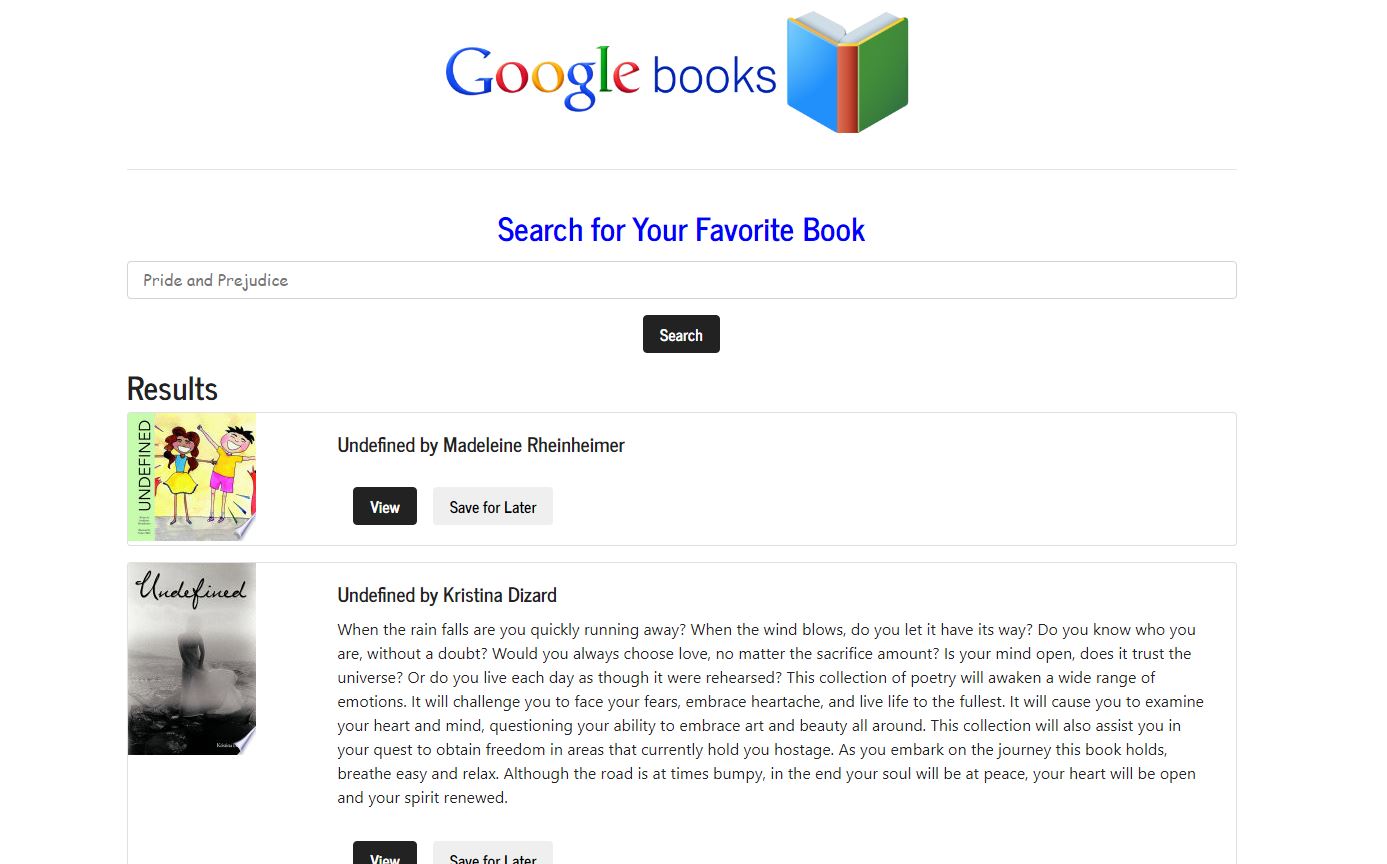 Google books
Search for Your Favorite Book
Pride and Prejudice
Search
Results
UNDEFINED
Undefined by Madeleine Rheinheimer
View
Save for Later
Undefined
Undefined by Kristina Dizard
When the rain falls are you quickly running away? When the wind blows, do you let it have its way? Do you know who you
are, without a doubt? Would you always choose love, no matter the sacrifice amount? Is your mind open, does it trust the
universe? Or do you live each day as though it were rehearsed? This collection of poetry will awaken a wide range of
emotions. It will challenge you to face your fears, embrace heartache, and live life to the fullest. It will cause you to examine
your heart and mind, questioning your ability to embrace art and beauty all around. This collection will also assist you in
your quest to obtain freedom in areas that currently hold you hostage. As you embark on the journey this book holds,
breathe easy and relax. Although the road is at times bumpy, in the end your soul will be at peace, your heart will be open
and your spirit renewed.
View
Save for Later